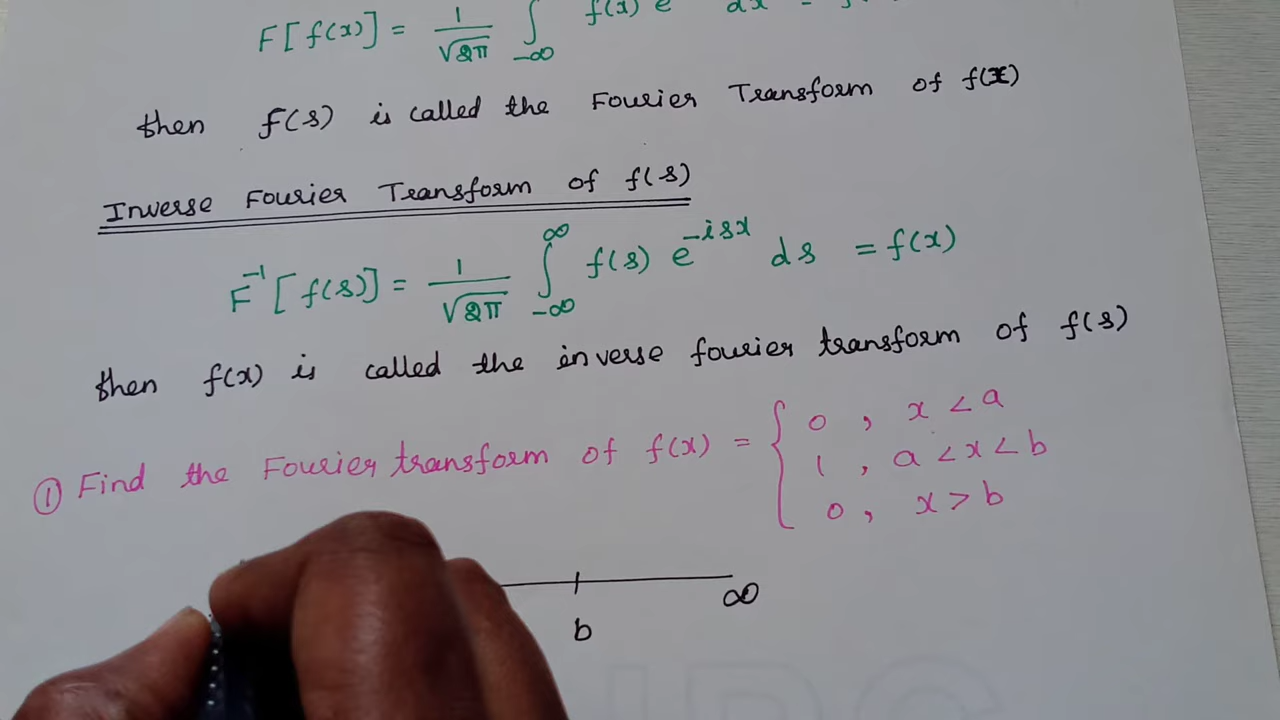 F[f(x)] = 1/√2π ∫ -∞ f(x) e dx =
then f(s) is called the Fourier Transform of f(x)
Inverse Fourier Transform of f(s)
F⁻¹[f(s)] = 1/√2π ∫ -∞ ∞ f(s) e^-isx ds = f(x)
then f(x) is called the inverse fourier transform of f(s)
① Find the Fourier transform of f(x) = { 0 , x < a
1 , a < x < b
0 , x > b
b ∞